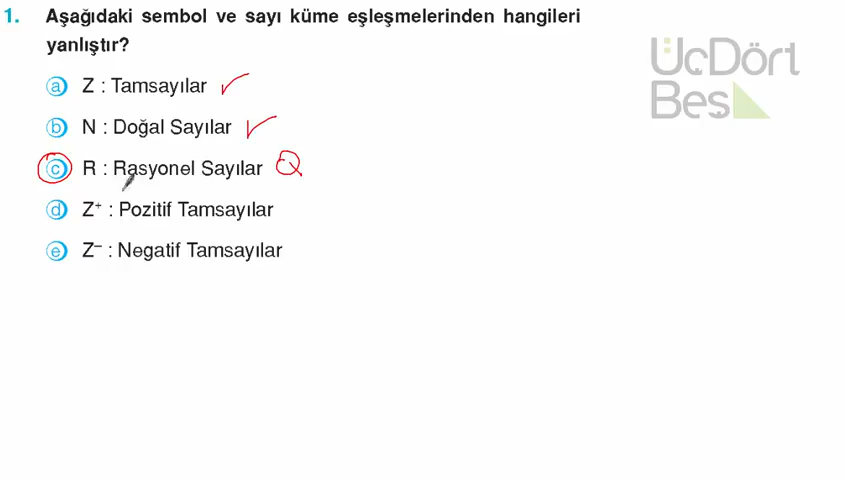 1. Aşağıdaki sembol ve sayı küme eşleşmelerinden hangileri
yanlıştır?
a Z : Tamsayılar
b N : Doğal Sayılar
c R : Rasyonel Sayılar Q
d Z⁺ : Pozitif Tamsayılar
e Z⁻ : Negatif Tamsayılar
ÜçDört
Beş